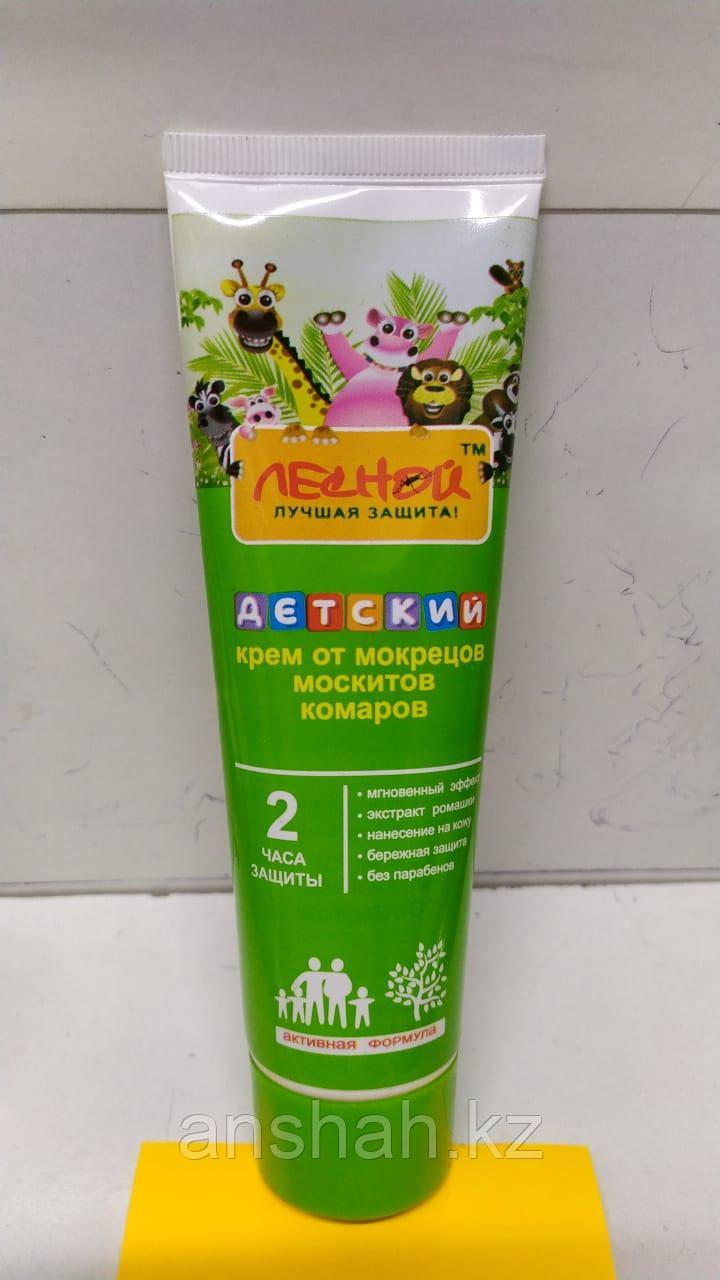 ЛЕСНОЙ ™
ЛУЧШАЯ ЗАЩИТА!
ДЕТСКИЙ
крем от мокрецов
москитов
комаров
2
ЧАСА
ЗАЩИТЫ
• мгновенный эффект
• экстракт ромашки
• нанесение на кожу
• бережная защита
• без парабенов
активная ФОРМУЛА
anshah.kz